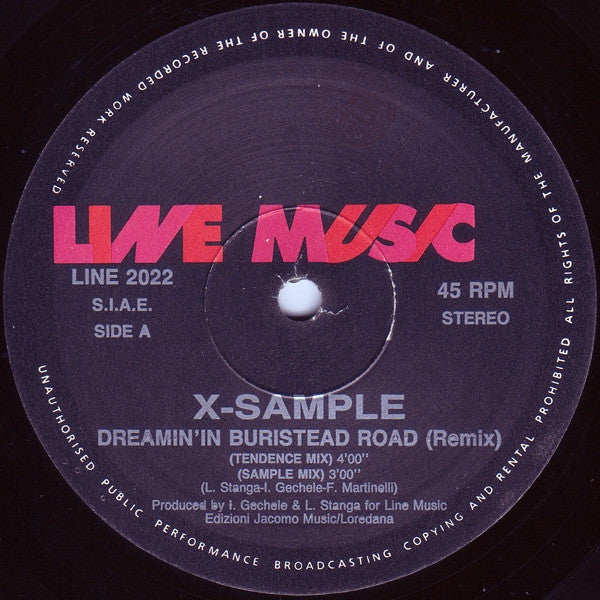 ALL RIGHTS OF THE MANUFACTURER AND OF THE OWNER OF THE RECORDED WORK RESERVED
LINE MUSIC
LINE 2022
S.I.A.E.
SIDE A
45 RPM
STEREO
X-SAMPLE
DREAMIN'IN BURISTEAD ROAD (Remix)
(TENDENCE MIX) 4'00"
(SAMPLE MIX) 3'00"
(L. Stanga-I. Gechele-F. Martinelli)
Produced by I. Gechele & L. Stanga for Line Music
Edizioni Jacomo Music/Loredana
UNAUTHORISED PUBLIC PERFORMANCE BROADCASTING COPYING AND RENTAL PROHIBITED